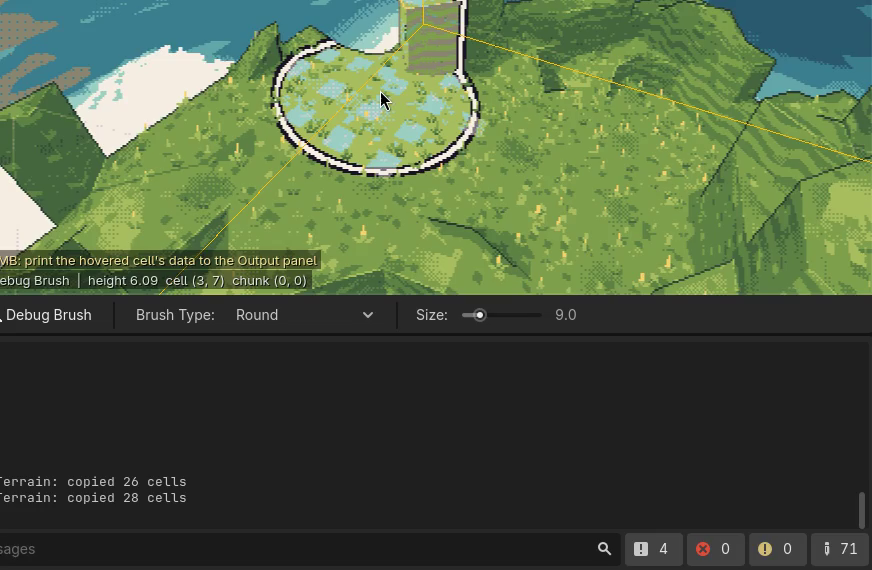 MB: print the hovered cell's data to the Output panel
ebug Brush | height 6.09 cell (3, 7) chunk (0, 0)
Debug Brush Brush Type: Round Size: 9.0
Terrain: copied 26 cells
Terrain: copied 28 cells
sages 4 0 0 71